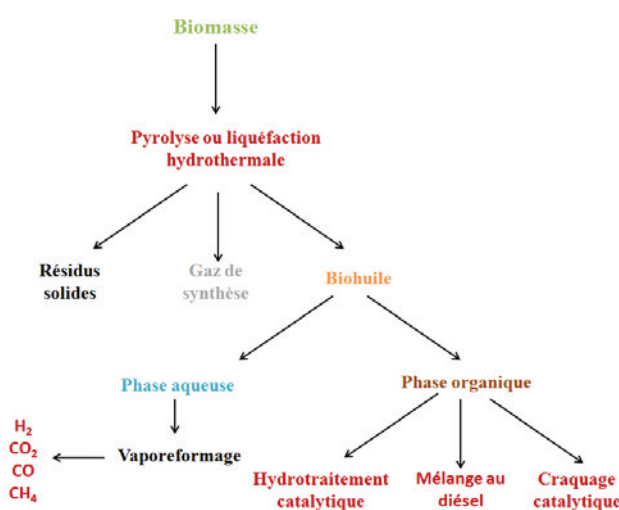 Biomasse
Pyrolyse ou liquéfaction
hydrothermale
Résidus
solides
Gaz de
synthèse
Biohuile
Phase aqueuse
Phase organique
H₂
CO₂
CO
CH₄
Vaporeformage
Hydrotraitement
catalytique
Mélange au
diésel
Craquage
catalytique